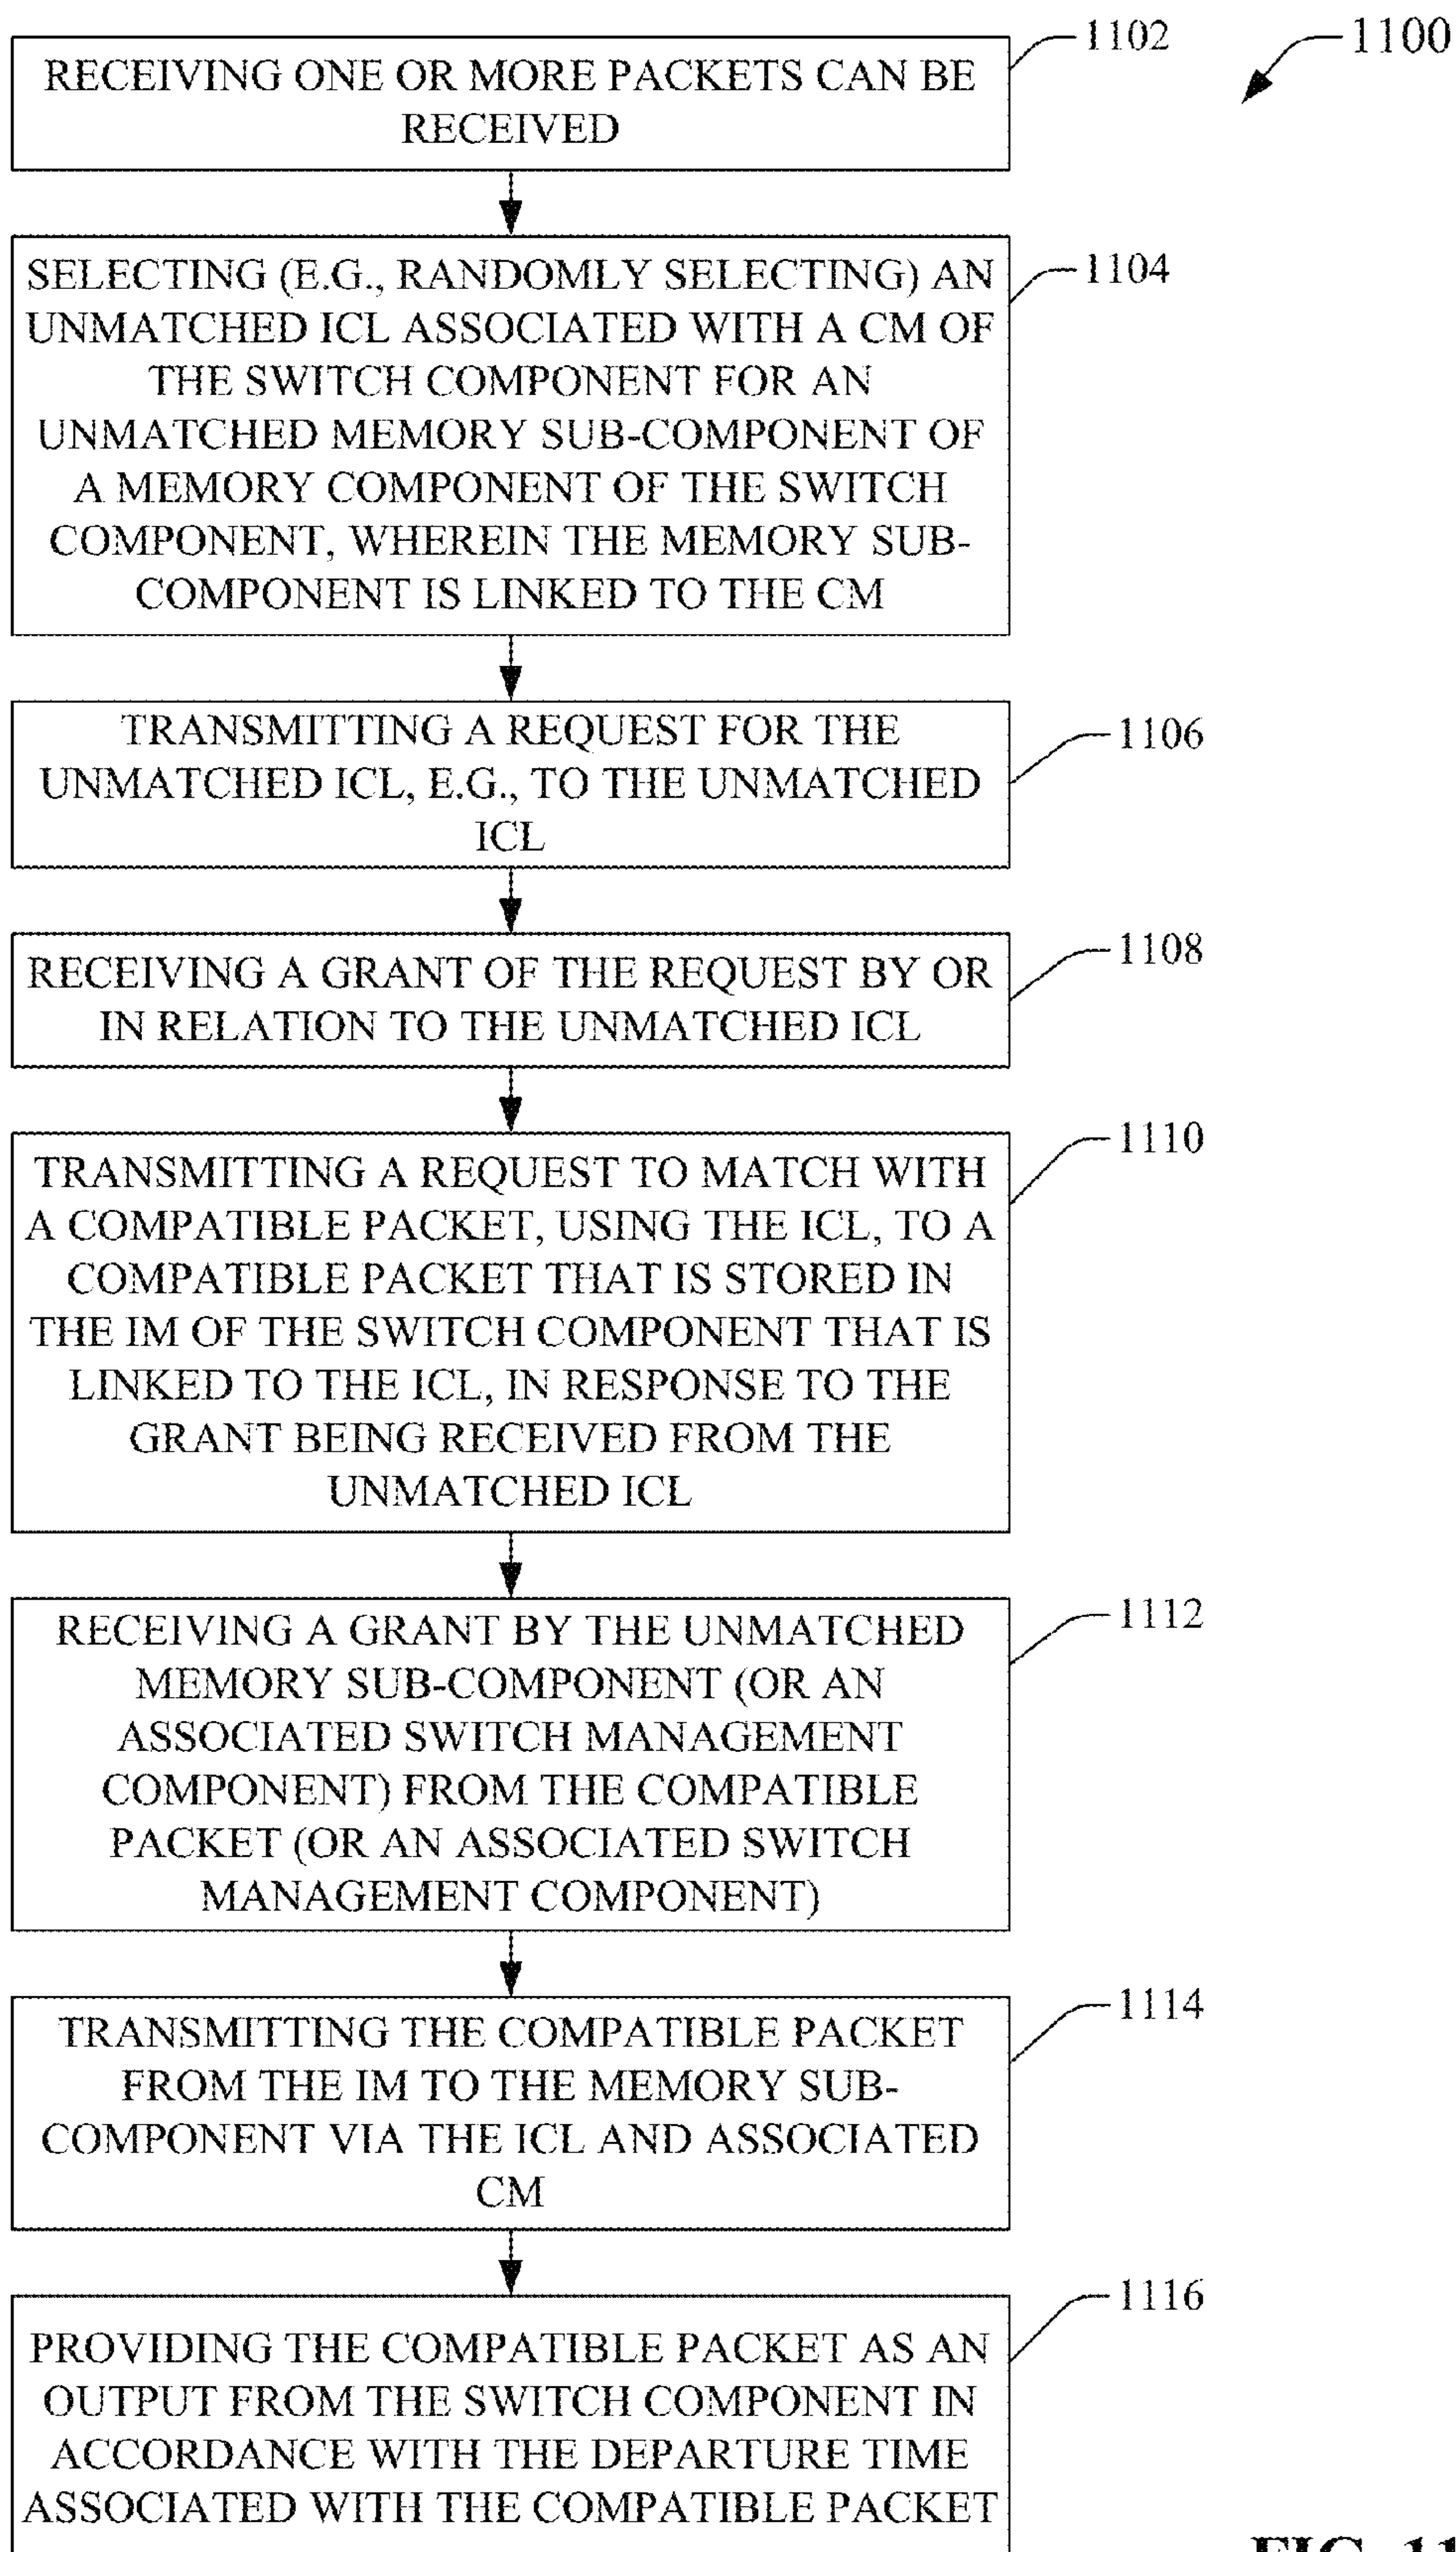 1100
1102
RECEIVING ONE OR MORE PACKETS CAN BE
RECEIVED
1104
SELECTING (E.G., RANDOMLY SELECTING) AN
UNMATCHED ICL ASSOCIATED WITH A CM OF
THE SWITCH COMPONENT FOR AN
UNMATCHED MEMORY SUB-COMPONENT OF
A MEMORY COMPONENT OF THE SWITCH
COMPONENT, WHEREIN THE MEMORY SUB-
COMPONENT IS LINKED TO THE CM
1106
TRANSMITTING A REQUEST FOR THE
UNMATCHED ICL, E.G., TO THE UNMATCHED
ICL
1108
RECEIVING A GRANT OF THE REQUEST BY OR
IN RELATION TO THE UNMATCHED ICL
1110
TRANSMITTING A REQUEST TO MATCH WITH
A COMPATIBLE PACKET, USING THE ICL, TO A
COMPATIBLE PACKET THAT IS STORED IN
THE IM OF THE SWITCH COMPONENT THAT IS
LINKED TO THE ICL, IN RESPONSE TO THE
GRANT BEING RECEIVED FROM THE
UNMATCHED ICL
1112
RECEIVING A GRANT BY THE UNMATCHED
MEMORY SUB-COMPONENT (OR AN
ASSOCIATED SWITCH MANAGEMENT
COMPONENT) FROM THE COMPATIBLE
PACKET (OR AN ASSOCIATED SWITCH
MANAGEMENT COMPONENT)
1114
TRANSMITTING THE COMPATIBLE PACKET
FROM THE IM TO THE MEMORY SUB-
COMPONENT VIA THE ICL AND ASSOCIATED
CM
1116
PROVIDING THE COMPATIBLE PACKET AS AN
OUTPUT FROM THE SWITCH COMPONENT IN
ACCORDANCE WITH THE DEPARTURE TIME
ASSOCIATED WITH THE COMPATIBLE PACKET
FIG. 11